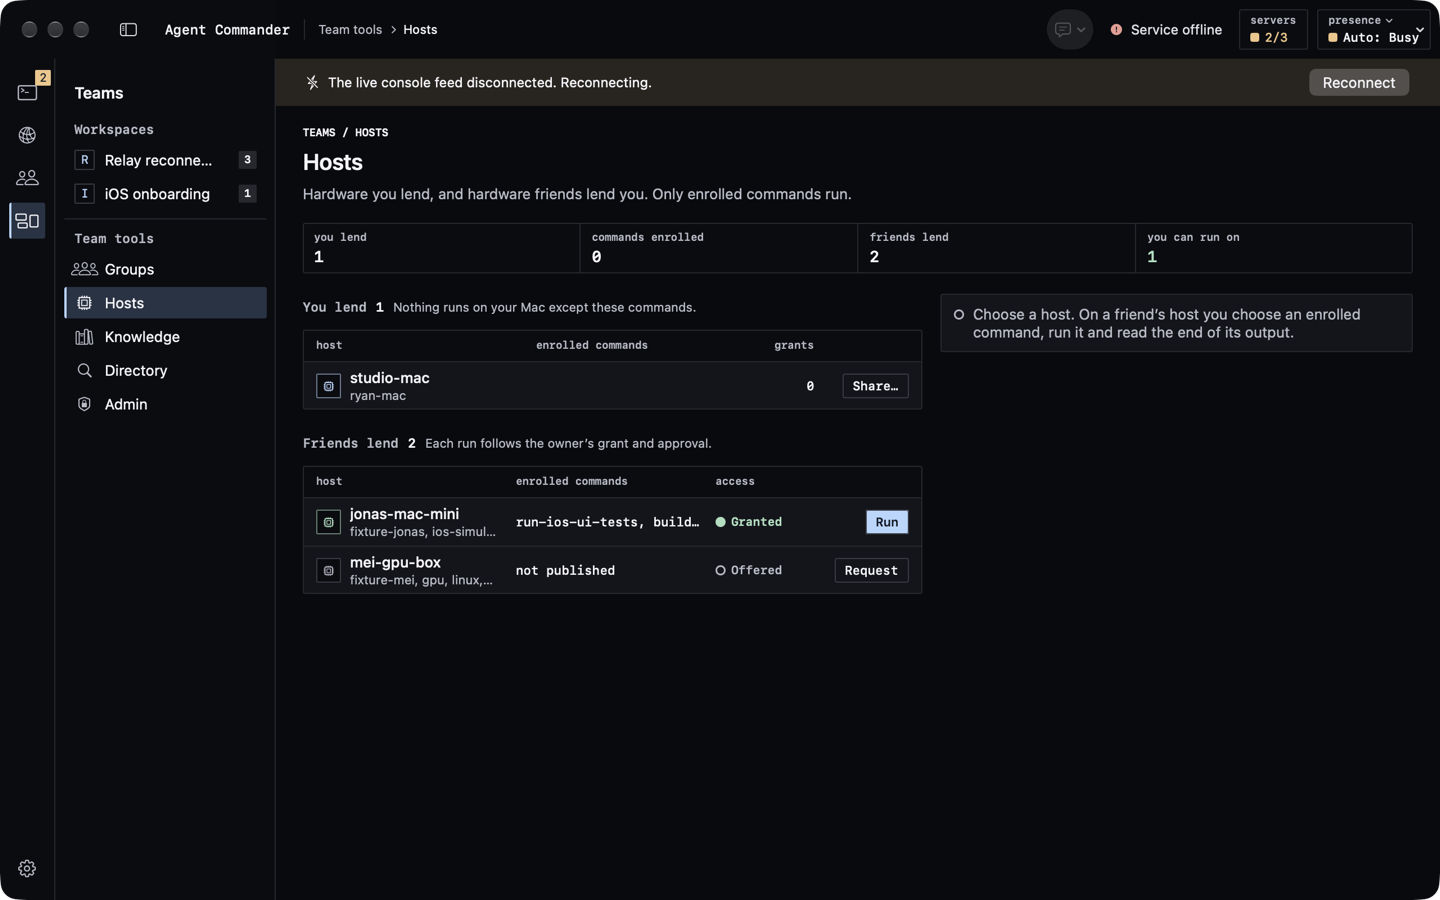 Agent Commander
Team tools › Hosts
Service offline
servers
2/3
presence
Auto: Busy
2
Teams
Workspaces
R Relay reconne... 3
I iOS onboarding 1
Team tools
Groups
Hosts
Knowledge
Directory
Admin
The live console feed disconnected. Reconnecting.
Reconnect
TEAMS / HOSTS
Hosts
Hardware you lend, and hardware friends lend you. Only enrolled commands run.
you lend
1
commands enrolled
0
friends lend
2
you can run on
1
You lend 1 Nothing runs on your Mac except these commands.
host enrolled commands grants
studio-mac
ryan-mac
0 Share…
Friends lend 2 Each run follows the owner’s grant and approval.
host enrolled commands access
jonas-mac-mini
fixture-jonas, ios-simul...
run-ios-ui-tests, build… Granted Run
mei-gpu-box
fixture-mei, gpu, linux,...
not published Offered Request
Choose a host. On a friend’s host you choose an enrolled
command, run it and read the end of its output.